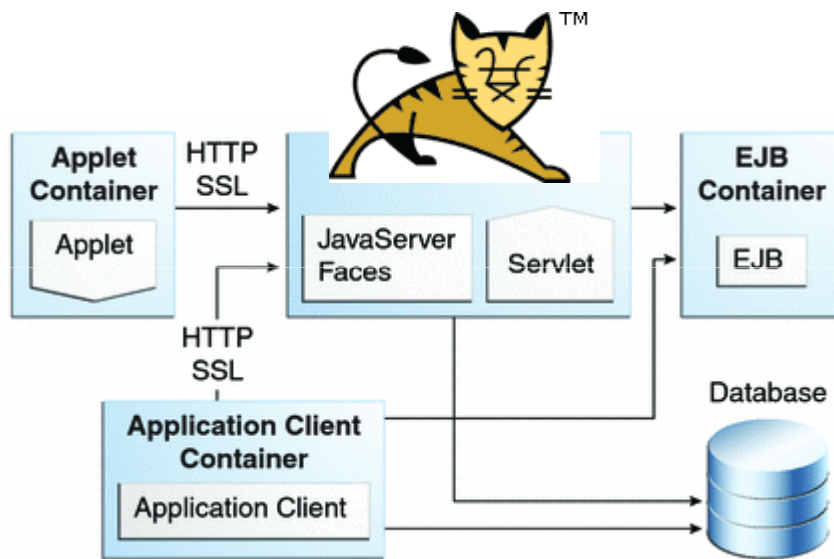 TM
Applet
Container
Applet
HTTP
SSL
JavaServer
Faces
Servlet
EJB
Container
EJB
HTTP
SSL
Application Client
Container
Application Client
Database